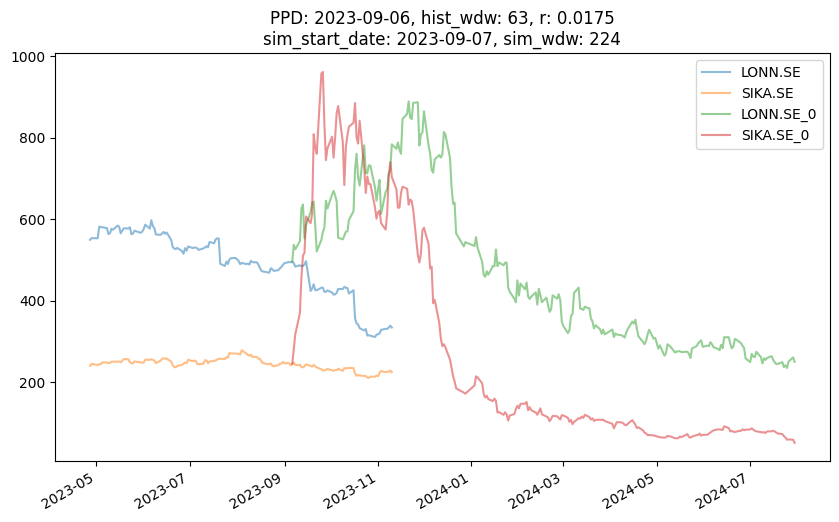 PPD: 2023-09-06, hist_wdw: 63, r: 0.0175
sim_start_date: 2023-09-07, sim_wdw: 224
1000
800
600
400
200
LONN.SE
SIKA.SE
LONN.SE_0
SIKA.SE_0
2023-05
2023-07
2023-09
2023-11
2024-01
2024-03
2024-05
2024-07